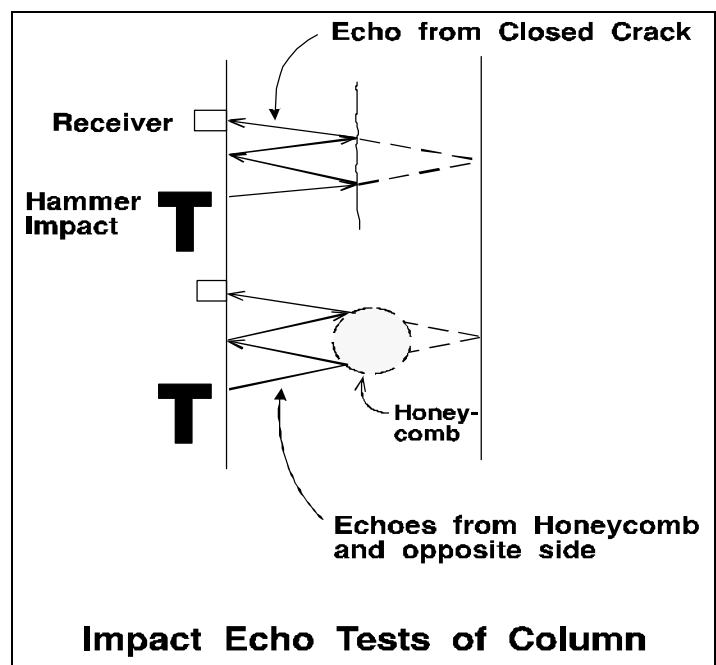 Echo from Closed Crack
Receiver
Hammer
Impact
Honey-
comb
Echoes from Honeycomb
and opposite side
Impact Echo Tests of Column